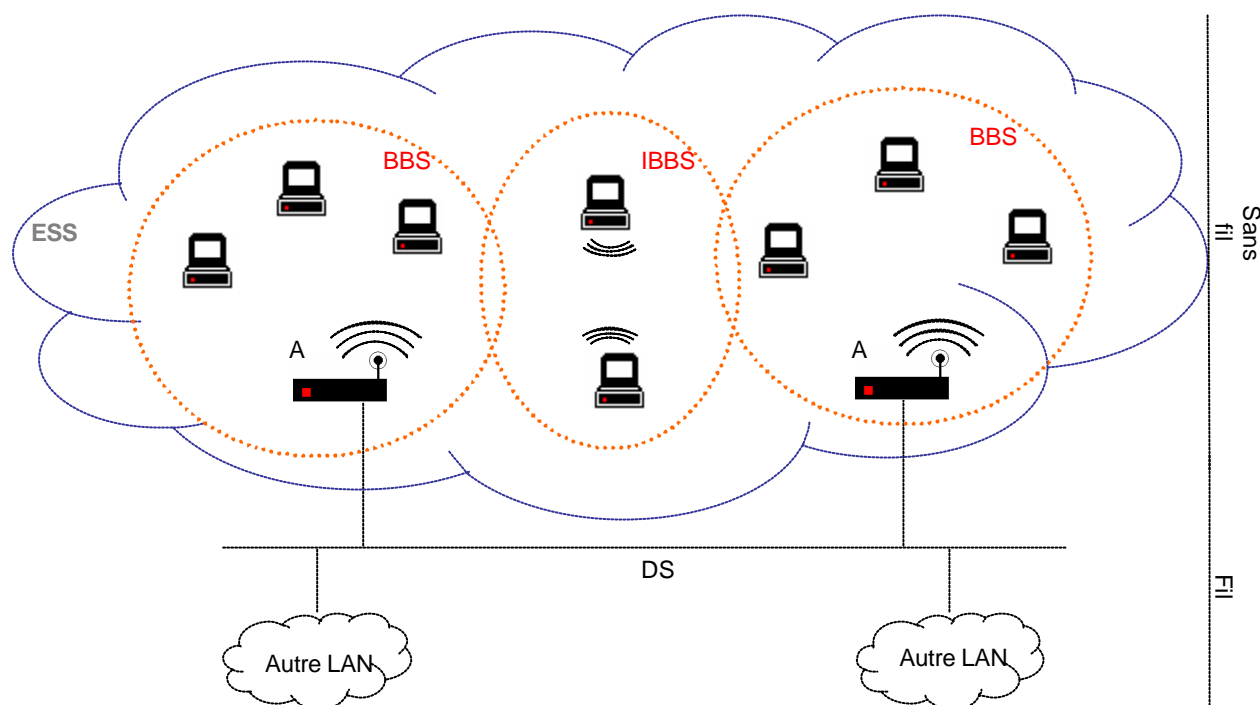 BBS
IBBS
BBS
ESS
Sans
fil
A
A
DS
Fil
Autre LAN
Autre LAN